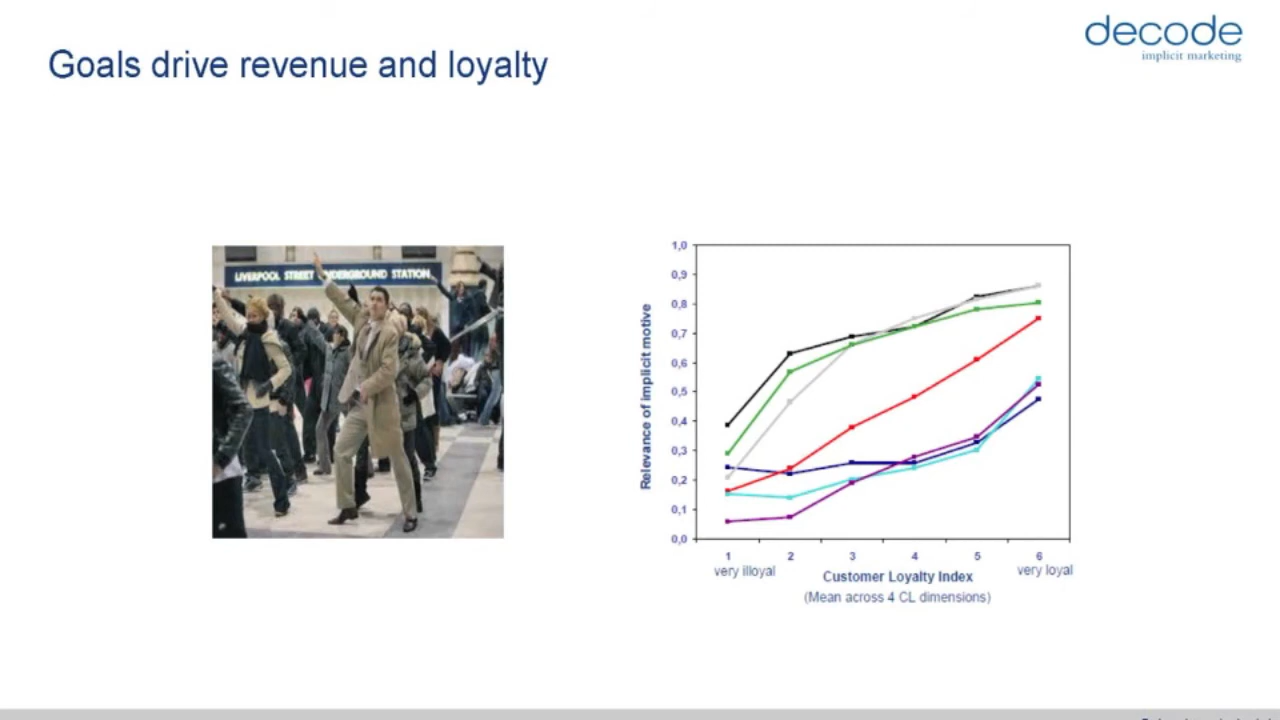 decode
implicit marketing
Goals drive revenue and loyalty
LIVERPOOL STREET UNDERGROUND STATION
Relevance of implicit motive
1,0
0,9
0,8
0,7
0,6
0,5
0,4
0,3
0,2
0,1
0,0
1 2 3 4 5 6
very illoyal very loyal
Customer Loyalty Index
(Mean across 4 CL dimensions)